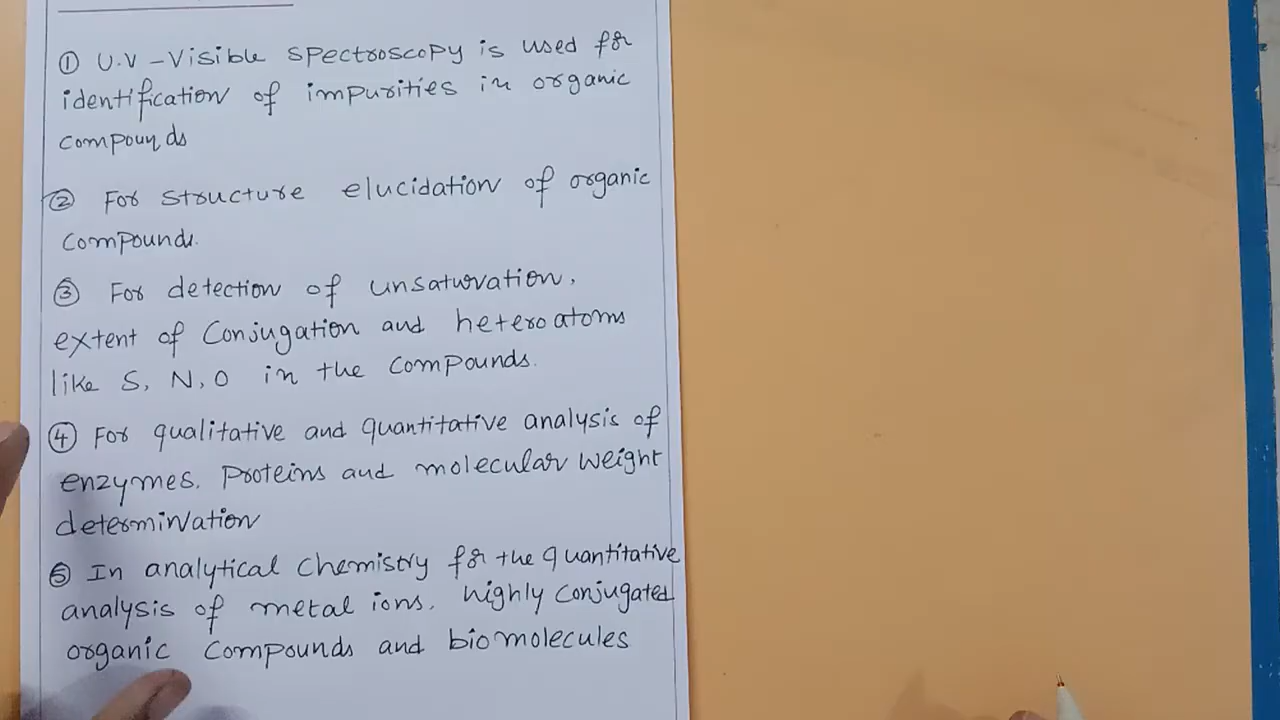 ① U.V - Visible spectroscopy is used for
identification of impurities in organic
compounds
② For structure elucidation of organic
compounds.
③ For detection of unsaturation,
extent of Conjugation and heteroatoms
like S, N, O in the compounds.
④ For qualitative and quantitative analysis of
enzymes. Proteins and molecular weight
determination
⑤ In analytical chemistry for the quantitative
analysis of metal ions, highly conjugated
organic compounds and biomolecules